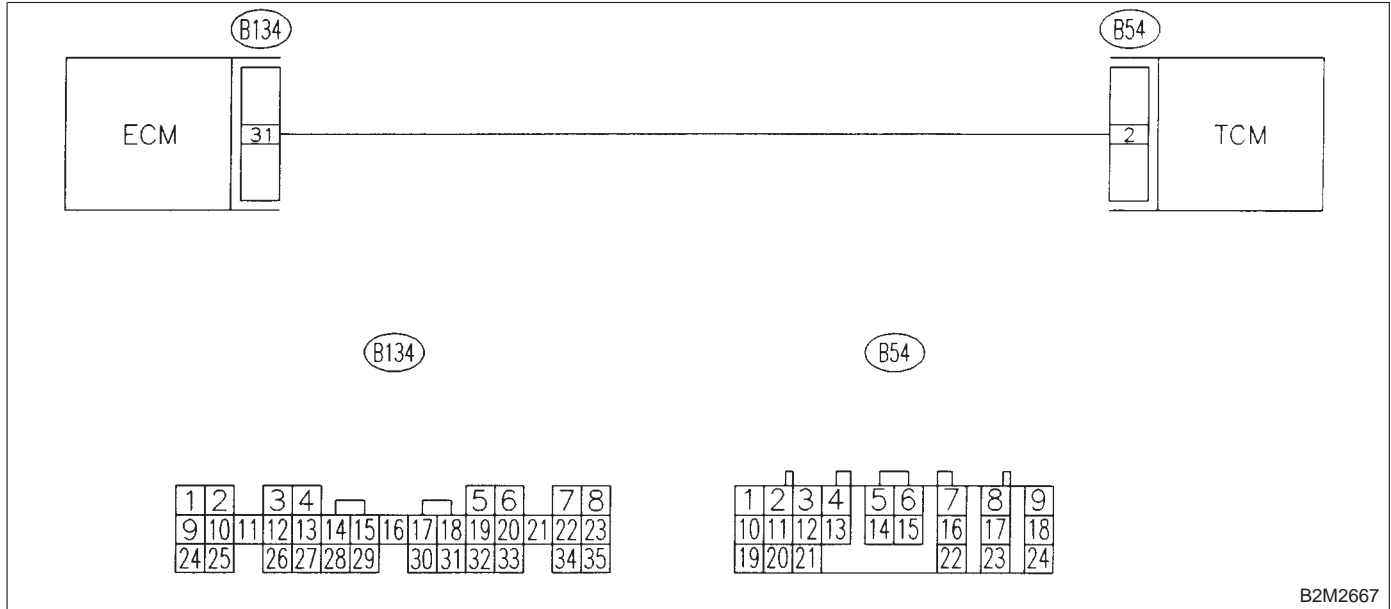 B134 B54
ECM 31 2 TCM
B134 B54
1 2 3 4 5 6 7 8
9 10 11 12 13 14 15 16 17 18 19 20 21 22 23
24 25 26 27 28 29 30 31 32 33 34 35
1 2 3 4 5 6 7 8 9
10 11 12 13 14 15 16 17 18
19 20 21 22 23 24
B2M2667